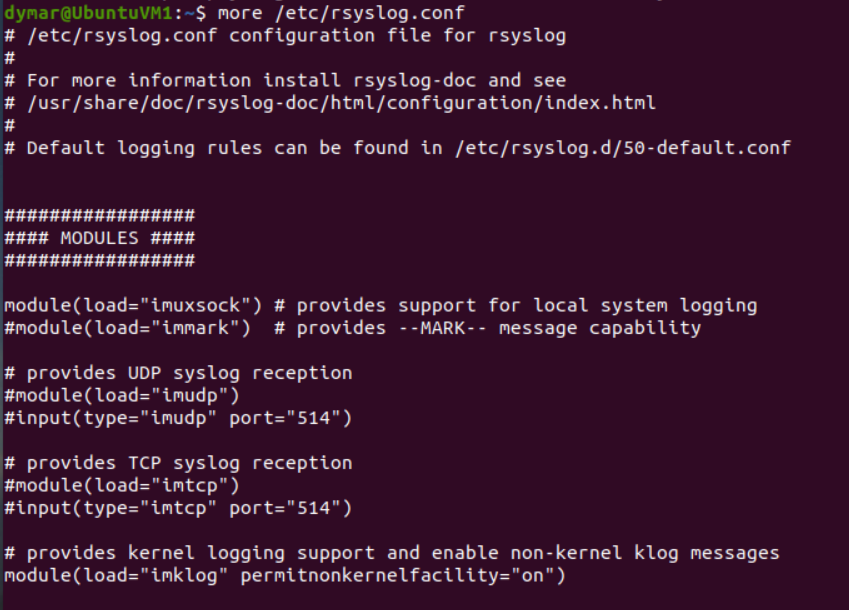 dymar@UbuntuVM1:~$ more /etc/rsyslog.conf
# /etc/rsyslog.conf configuration file for rsyslog
#
# For more information install rsyslog-doc and see
# /usr/share/doc/rsyslog-doc/html/configuration/index.html
#
# Default logging rules can be found in /etc/rsyslog.d/50-default.conf
#################
#### MODULES ####
#################
module(load="imuxsock") # provides support for local system logging
#module(load="immark")  # provides --MARK-- message capability
# provides UDP syslog reception
#module(load="imudp")
#input(type="imudp" port="514")
# provides TCP syslog reception
#module(load="imtcp")
#input(type="imtcp" port="514")
# provides kernel logging support and enable non-kernel klog messages
module(load="imklog" permitnonkernelfacility="on")